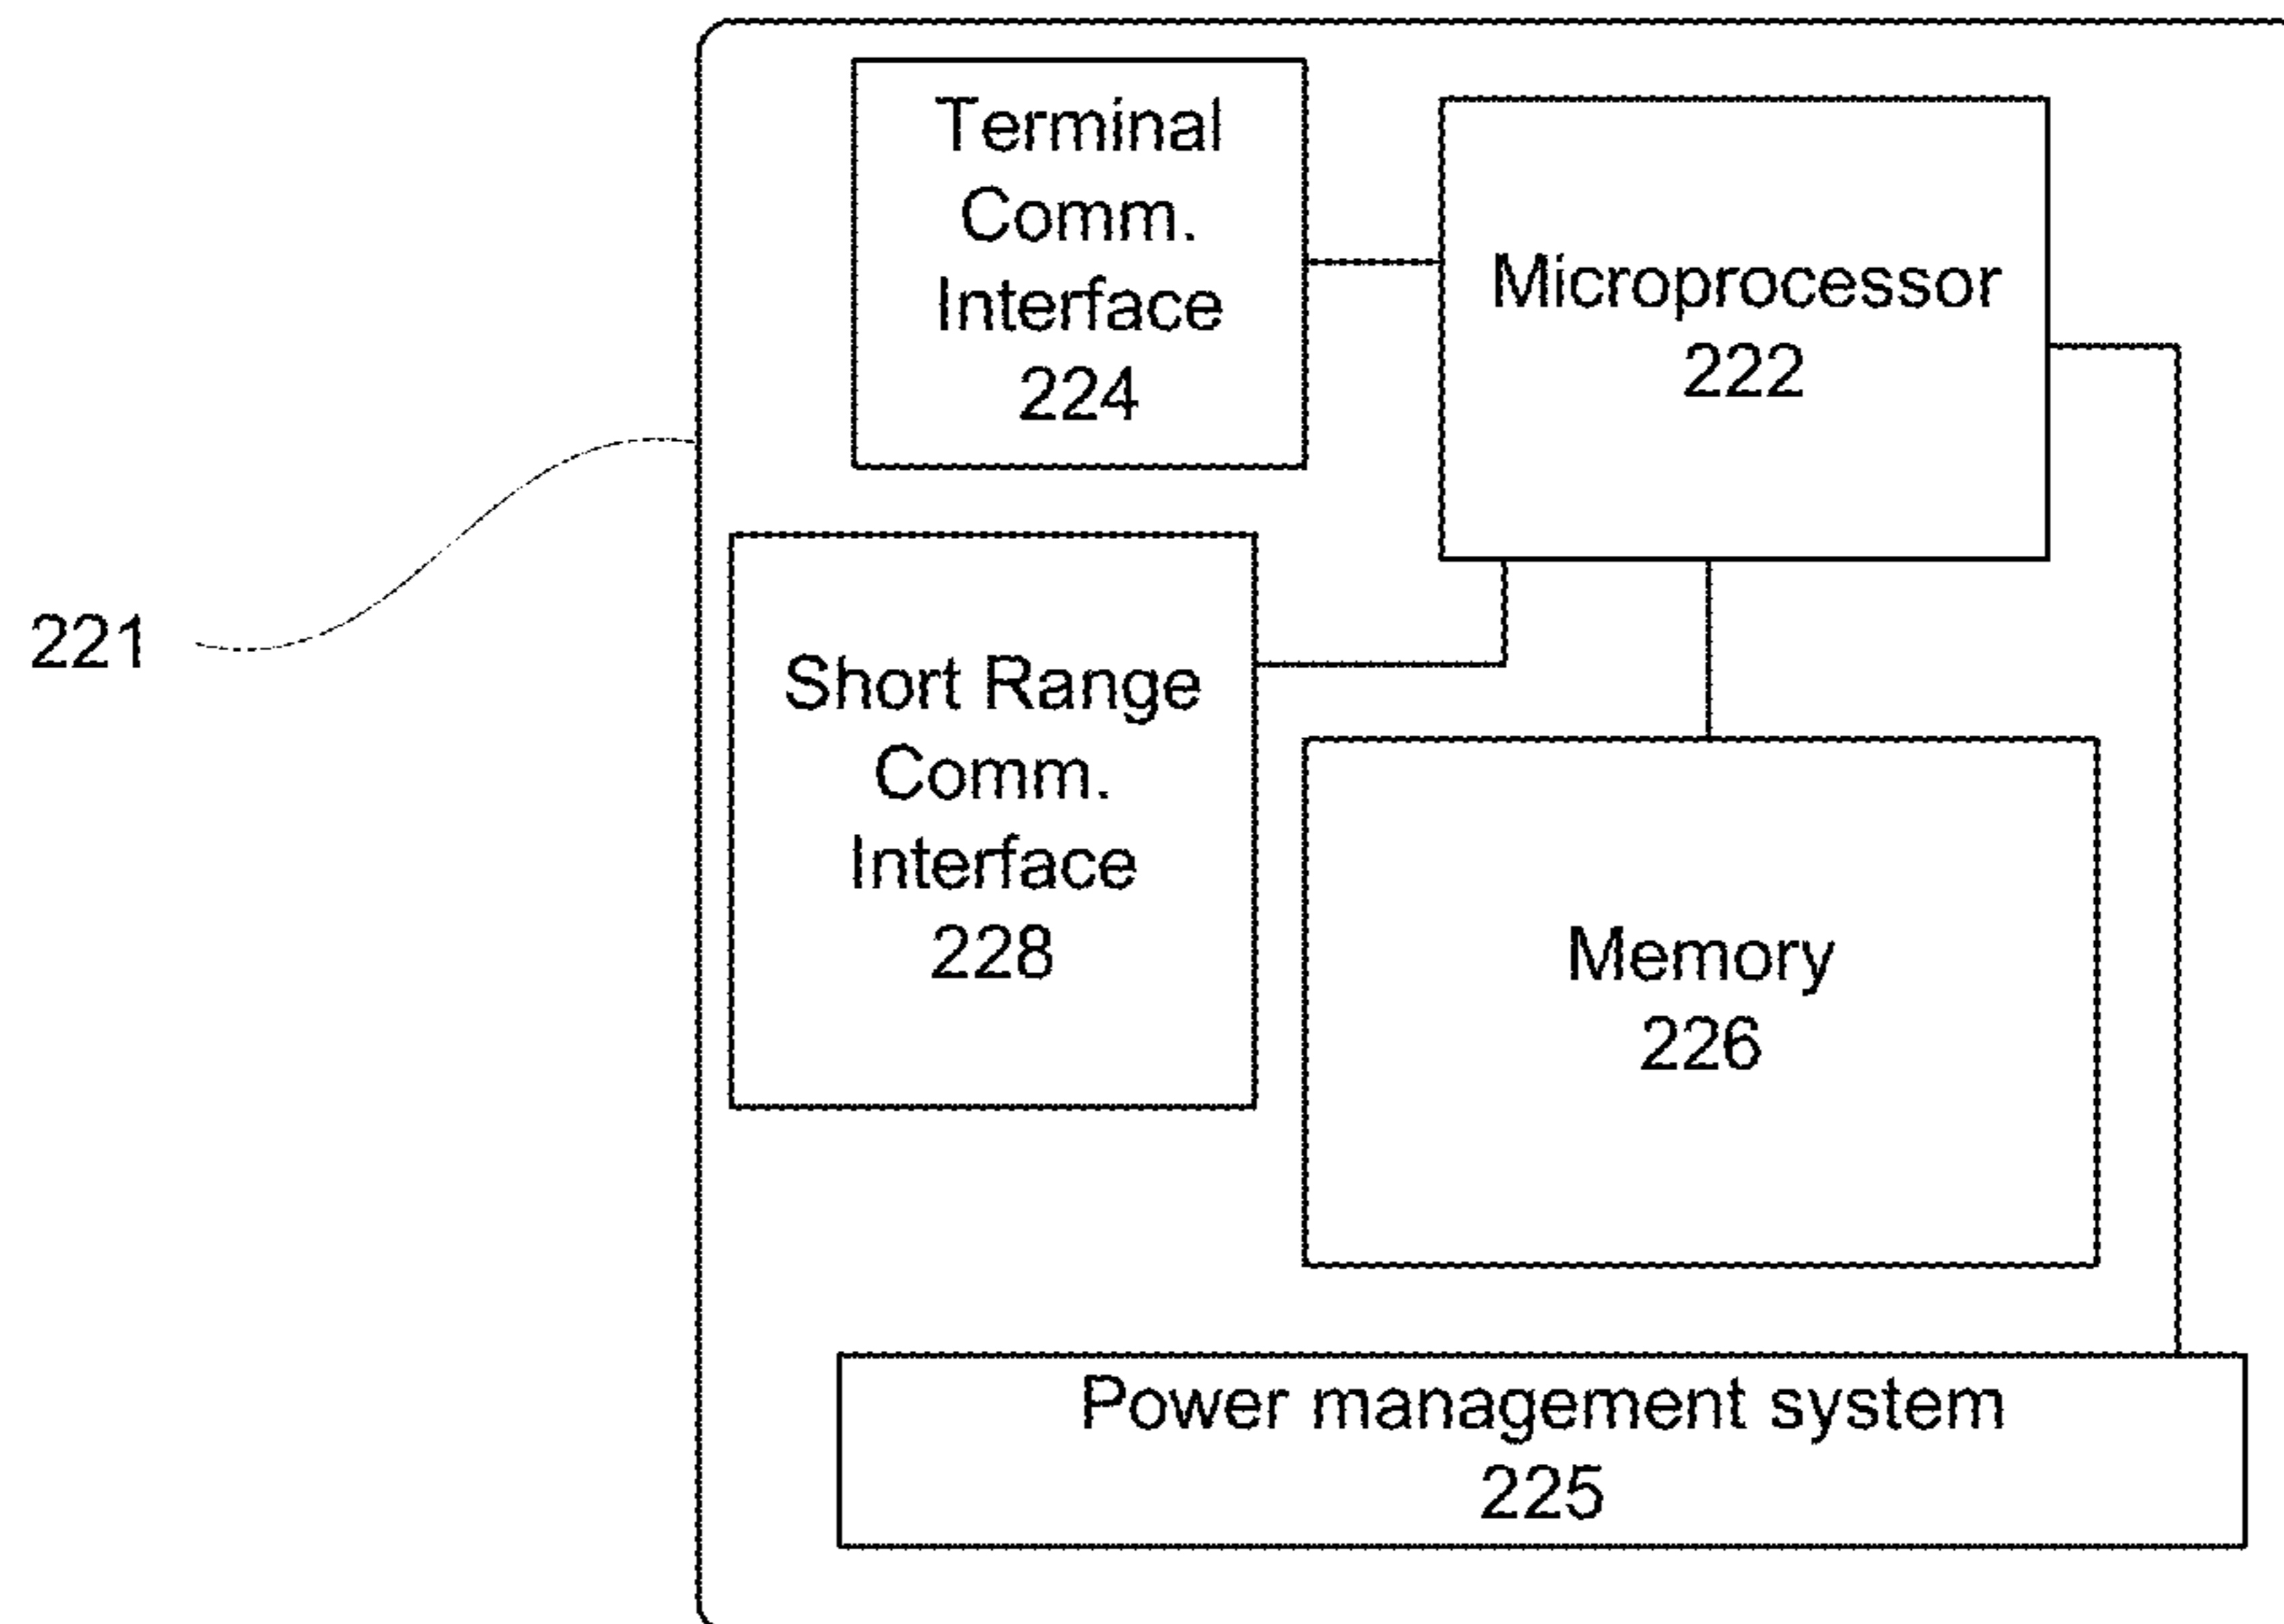 Terminal
Comm.
Interface
224
Microprocessor
222
221
Short Range
Comm.
Interface
228
Memory
226
Power management system
225